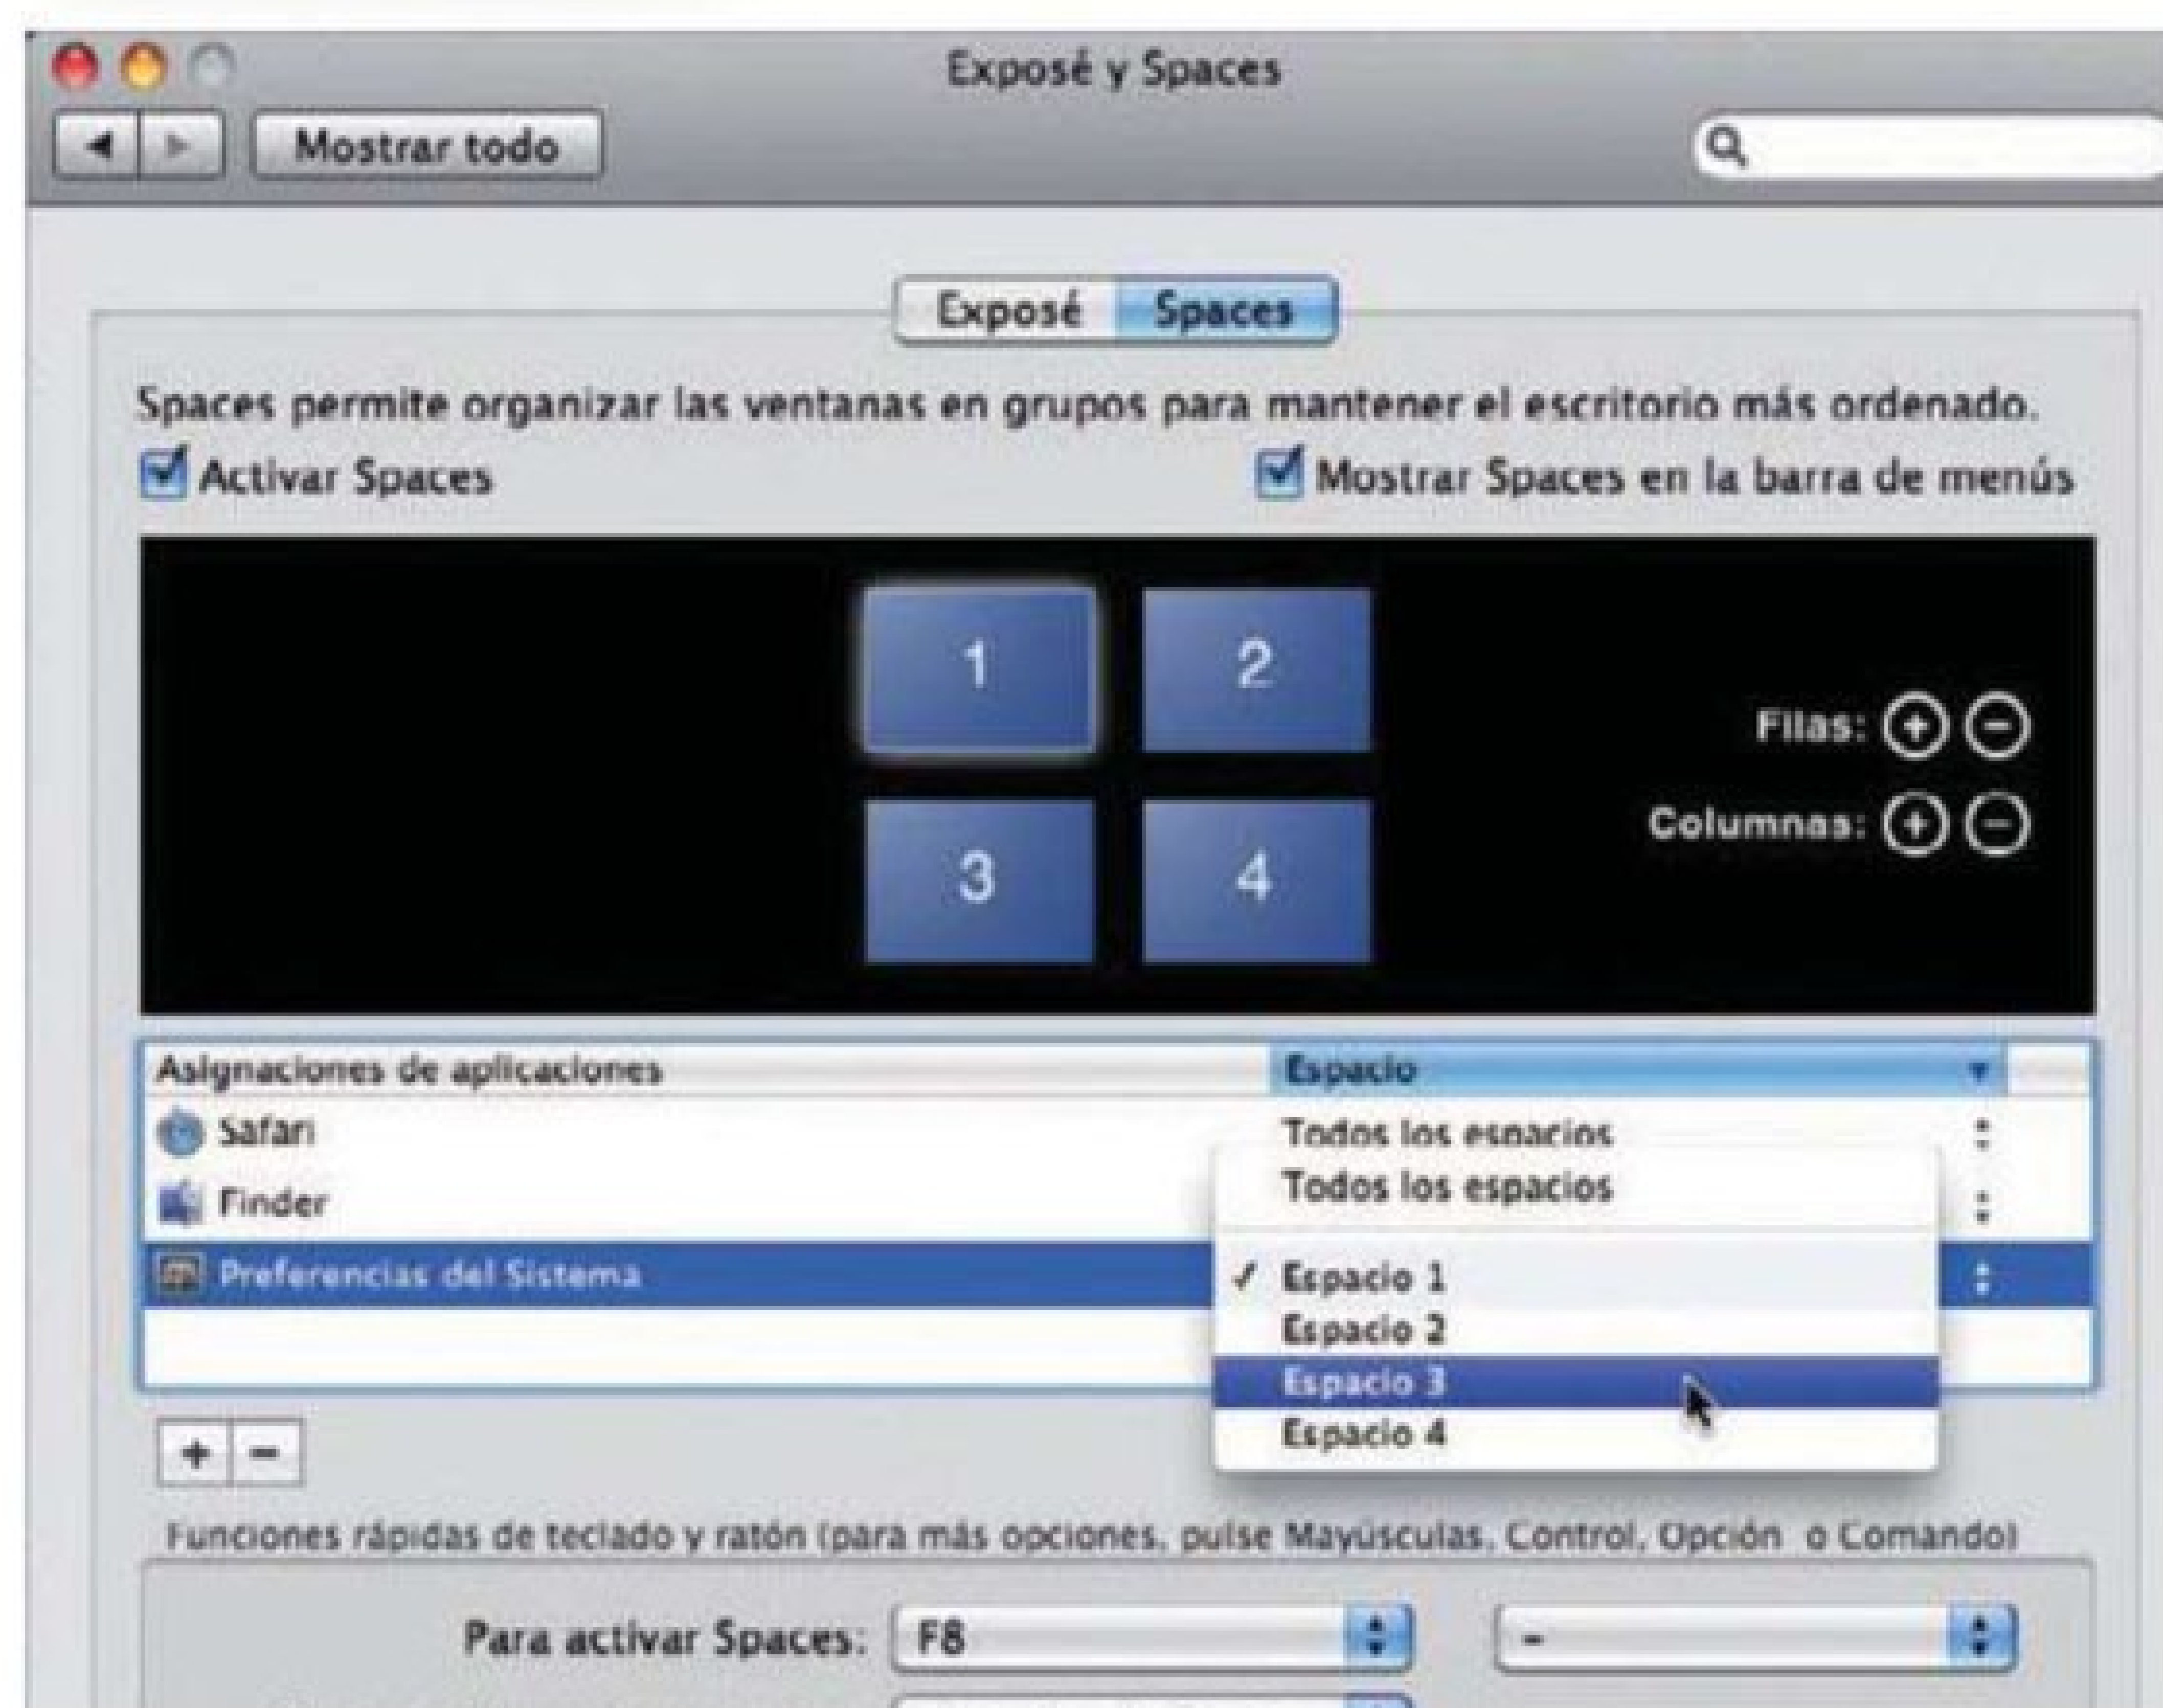 Exposé y Spaces
Mostrar todo
Exposé Spaces
Spaces permite organizar las ventanas en grupos para mantener el escritorio más ordenado.
Activar Spaces Mostrar Spaces en la barra de menús
1 2
Filas:
Columnas:
3 4
Asignaciones de aplicaciones Espacio
Safari Todos los espacios
Todos los espacios
Finder
Preferencias del Sistema Espacio 1
Espacio 2
Espacio 3
Espacio 4
+ -
Funciones rápidas de teclado y ratón (para más opciones, pulse Mayúsculas, Control, Opción o Comando)
Para activar Spaces: F8 -